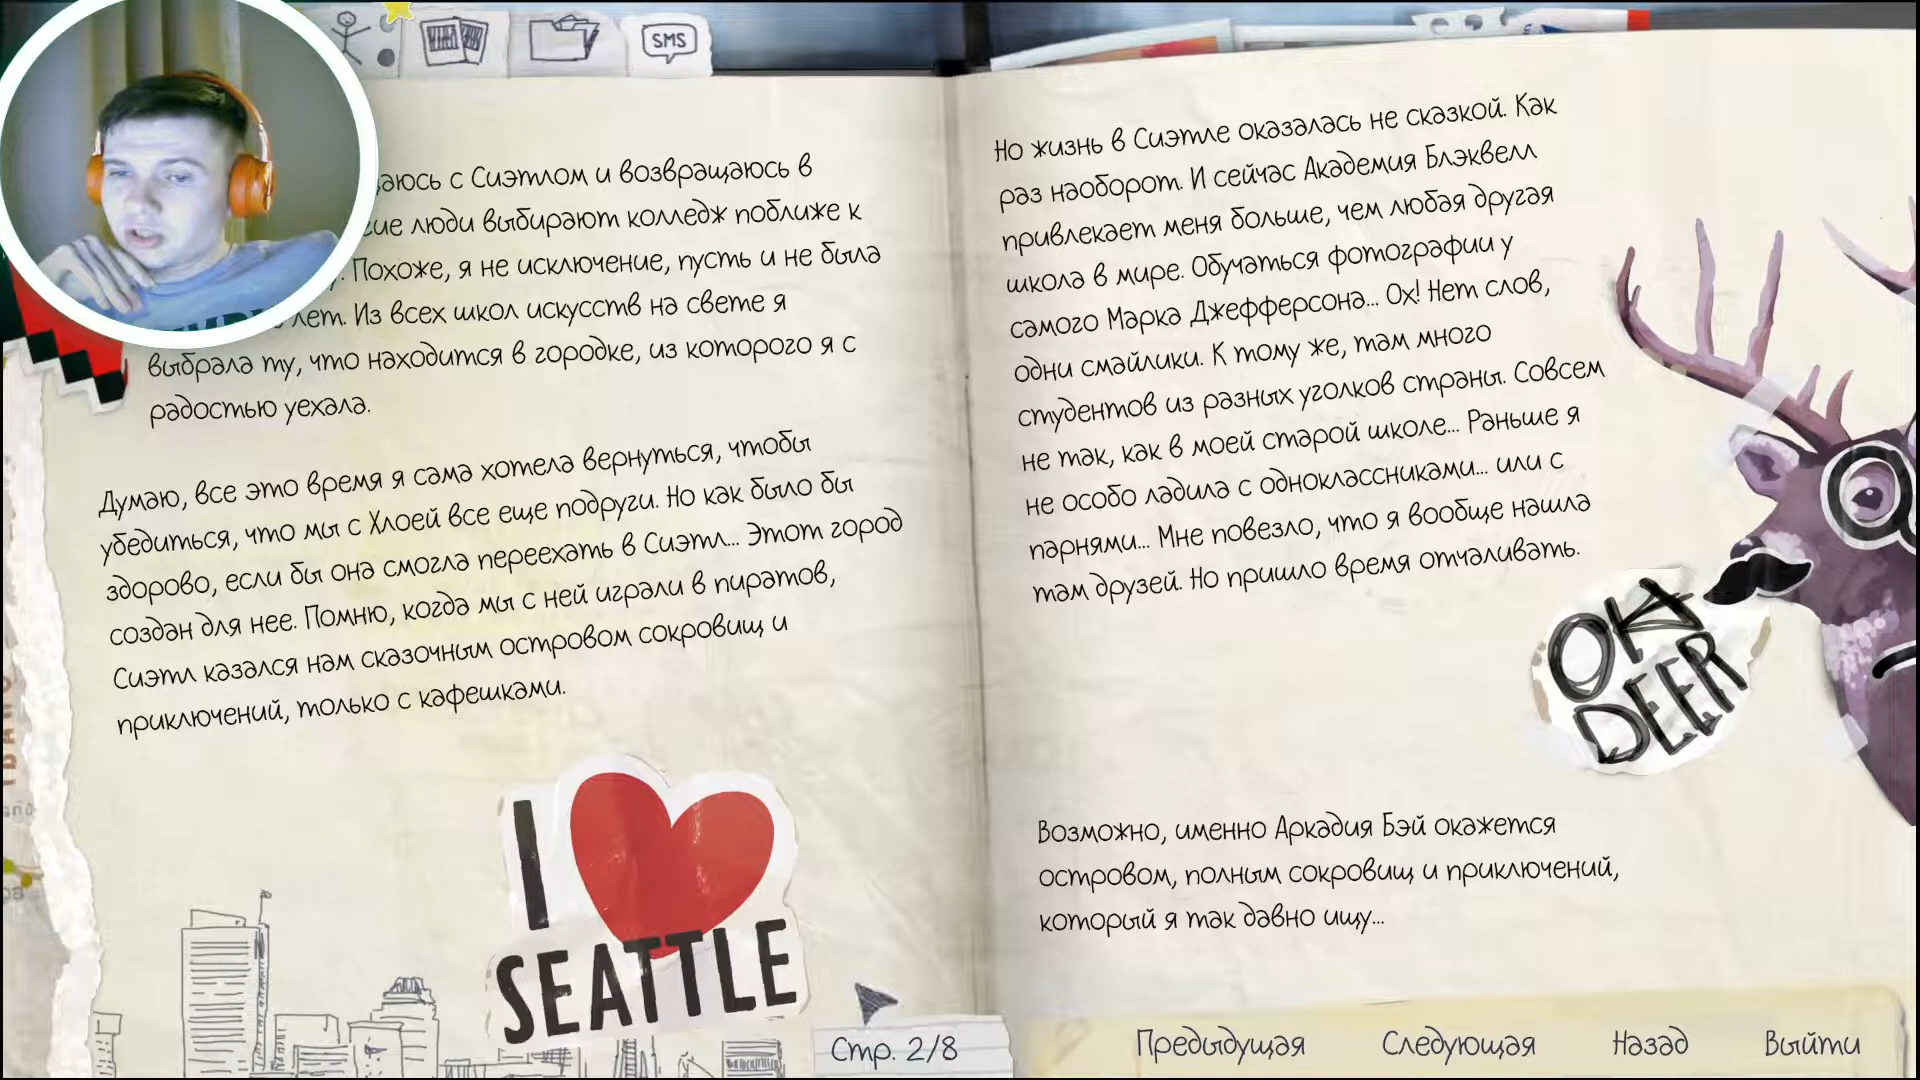 SMS
с Сиэтлом и возвращаюсь в
люди выбирают колледж поближе к
Похоже, я не исключение, пусть и не была
лет. Из всех школ искусств на свете я
выбрала ту, что находится в городке, из которого я с
радостью уехала.
Думаю, все это время я сама хотела вернуться, чтобы
убедиться, что мы с Хлоей все еще подруги. Но как было бы
здорово, если бы она смогла переехать в Сиэтл... Этот город
создан для нее. Помню, когда мы с ней играли в пиратов,
Сиэтл казался нам сказочным островом сокровищ и
приключений, только с кафешками.
I
SEATTLE
Стр. 2/8
Но жизнь в Сиэтле оказалась не сказкой. Как
раз наоборот. И сейчас Академия Блэквелл
привлекает меня больше, чем любая другая
школа в мире. Обучаться фотографии у
самого Марка Джефферсона... Ох! Нет слов,
одни смайлики. К тому же, там много
студентов из разных уголков страны. Совсем
не так, как в моей старой школе... Раньше я
не особо ладила с одноклассниками... или с
парнями... Мне повезло, что я вообще нашла
там друзей. Но пришло время отчаливать.
OH
DEER
Возможно, именно Аркадия Бэй окажется
островом, полным сокровищ и приключений,
который я так давно ищу...
Предыдущая Следующая Назад Выйти